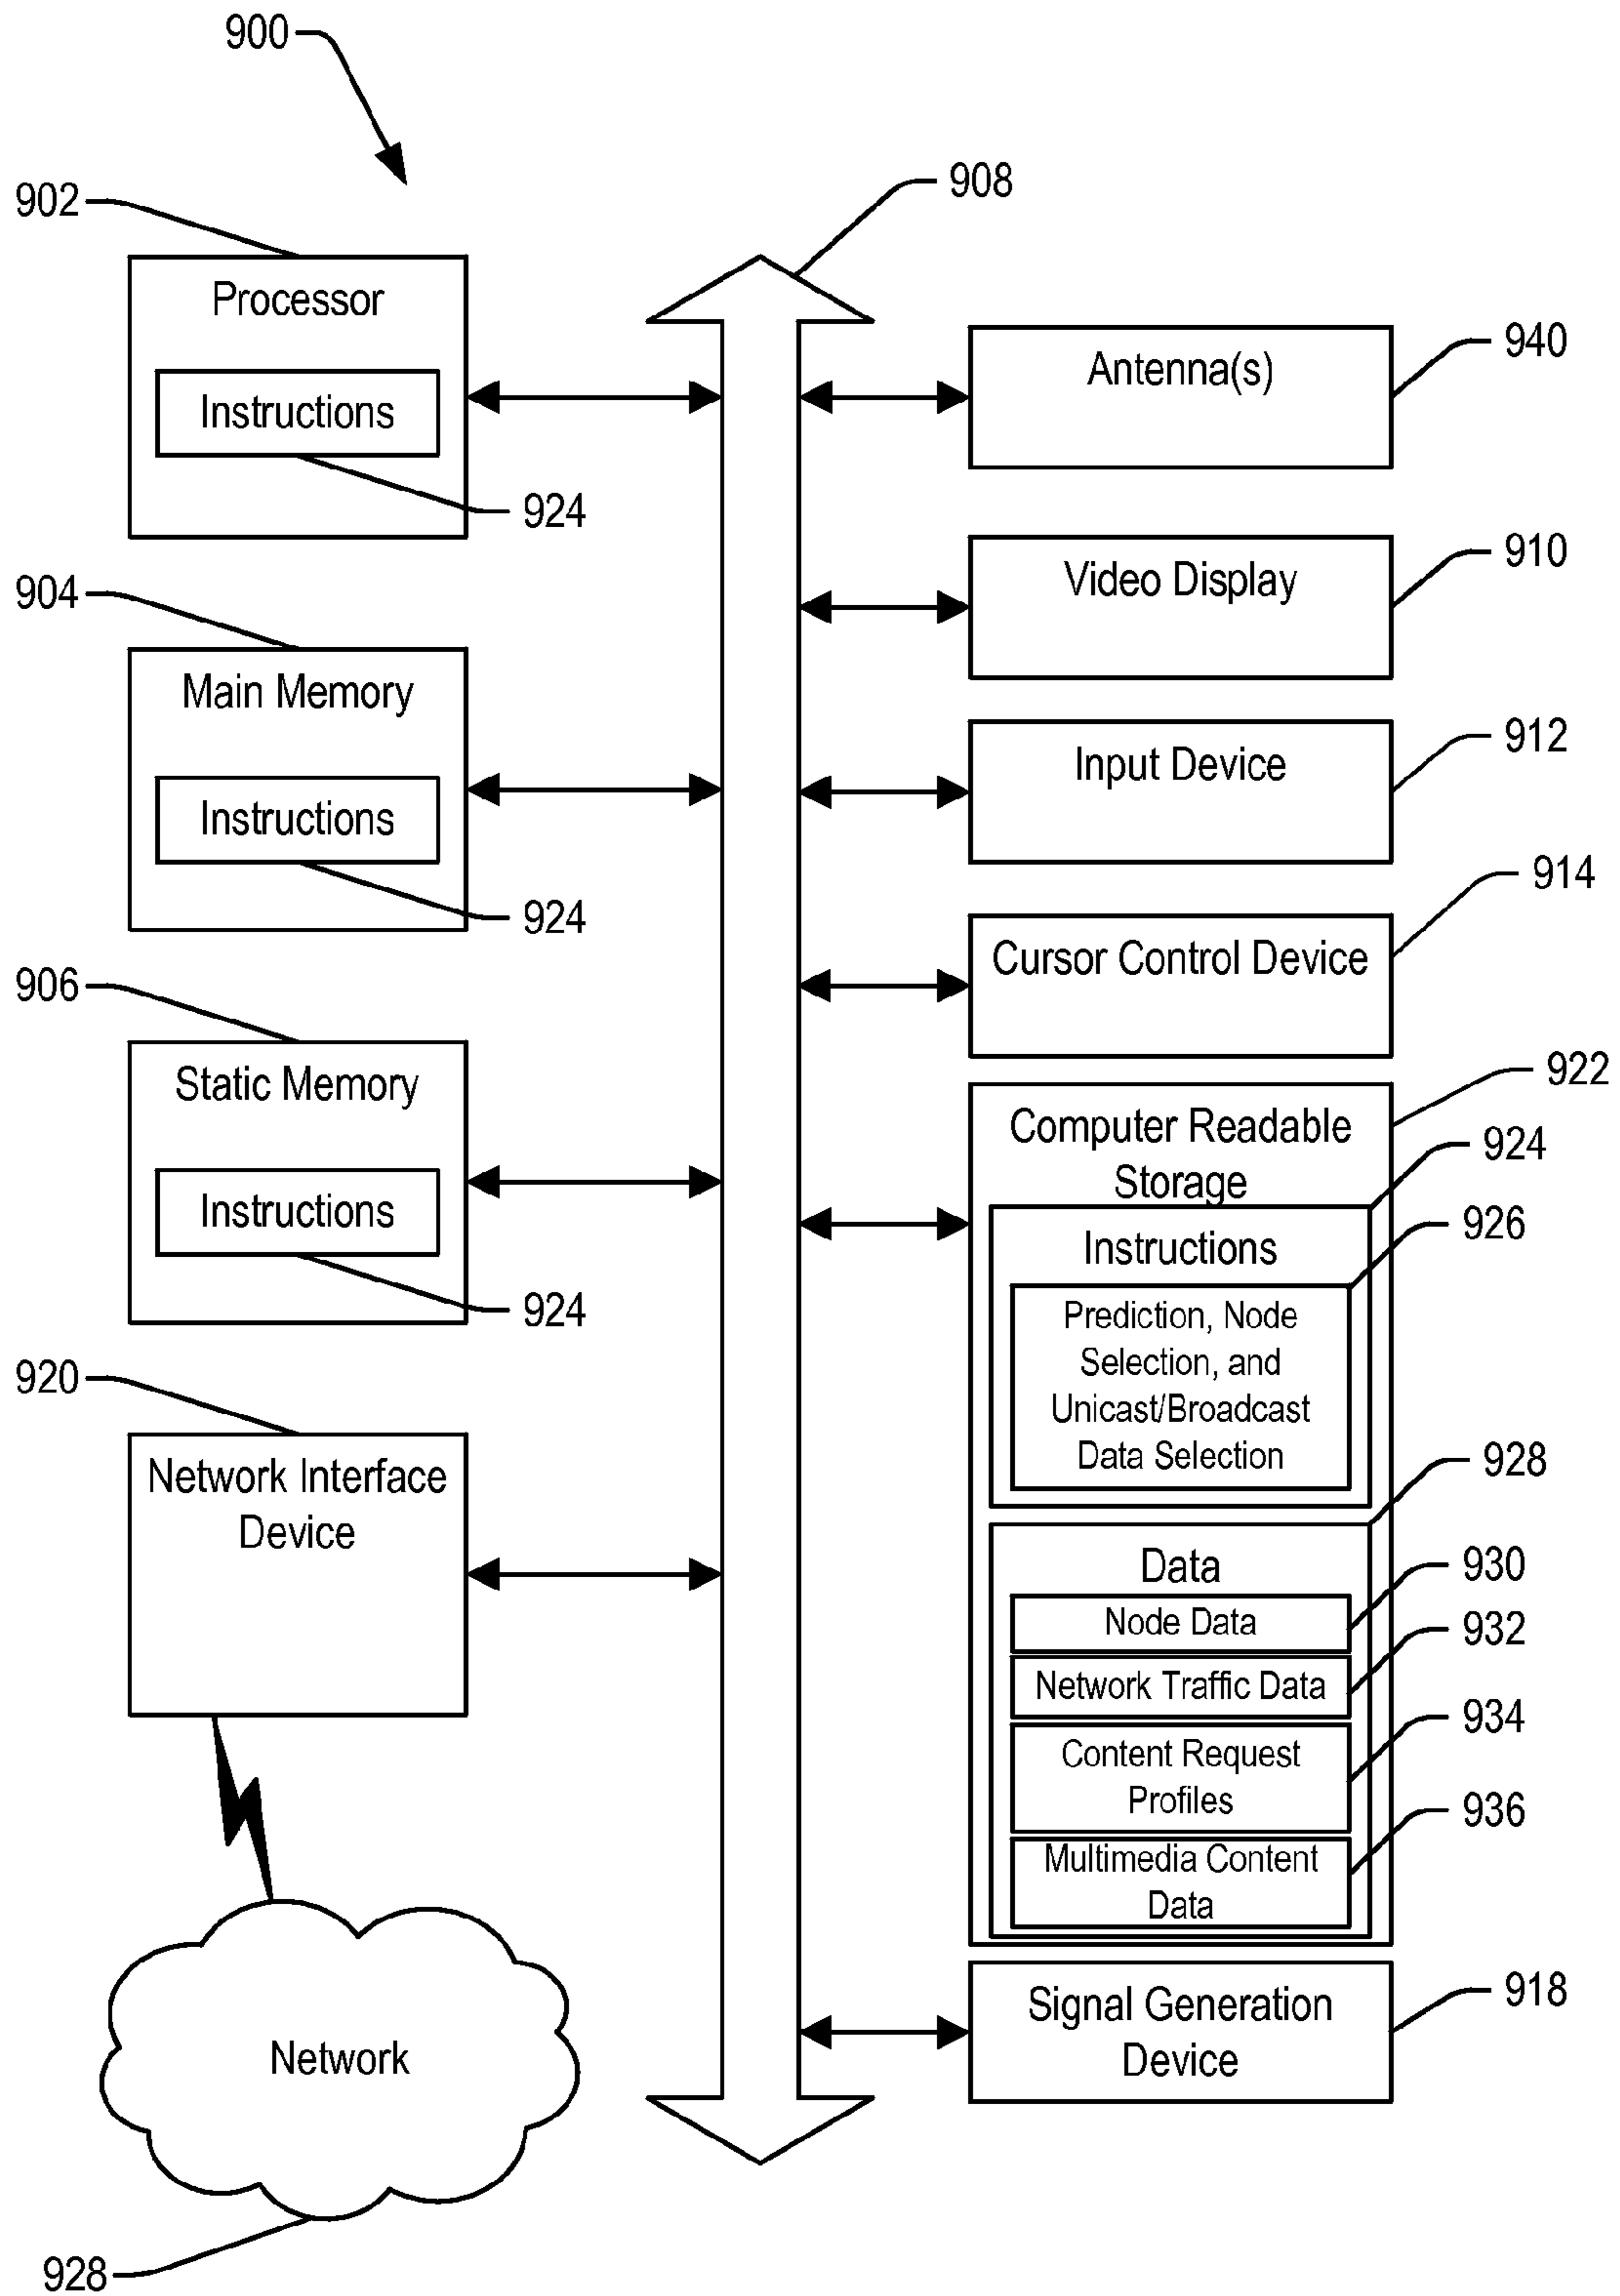 900
902
908
Processor
Instructions
924
940
Antenna(s)
910
Video Display
904
Main Memory
Instructions
924
912
Input Device
914
Cursor Control Device
906
Static Memory
Instructions
924
922
Computer Readable
Storage
924
Instructions
926
Prediction, Node
Selection, and
Unicast/Broadcast
Data Selection
920
Network Interface
Device
928
Data
930
Node Data
932
Network Traffic Data
934
Content Request
Profiles
936
Multimedia Content
Data
918
Signal Generation
Device
Network
928